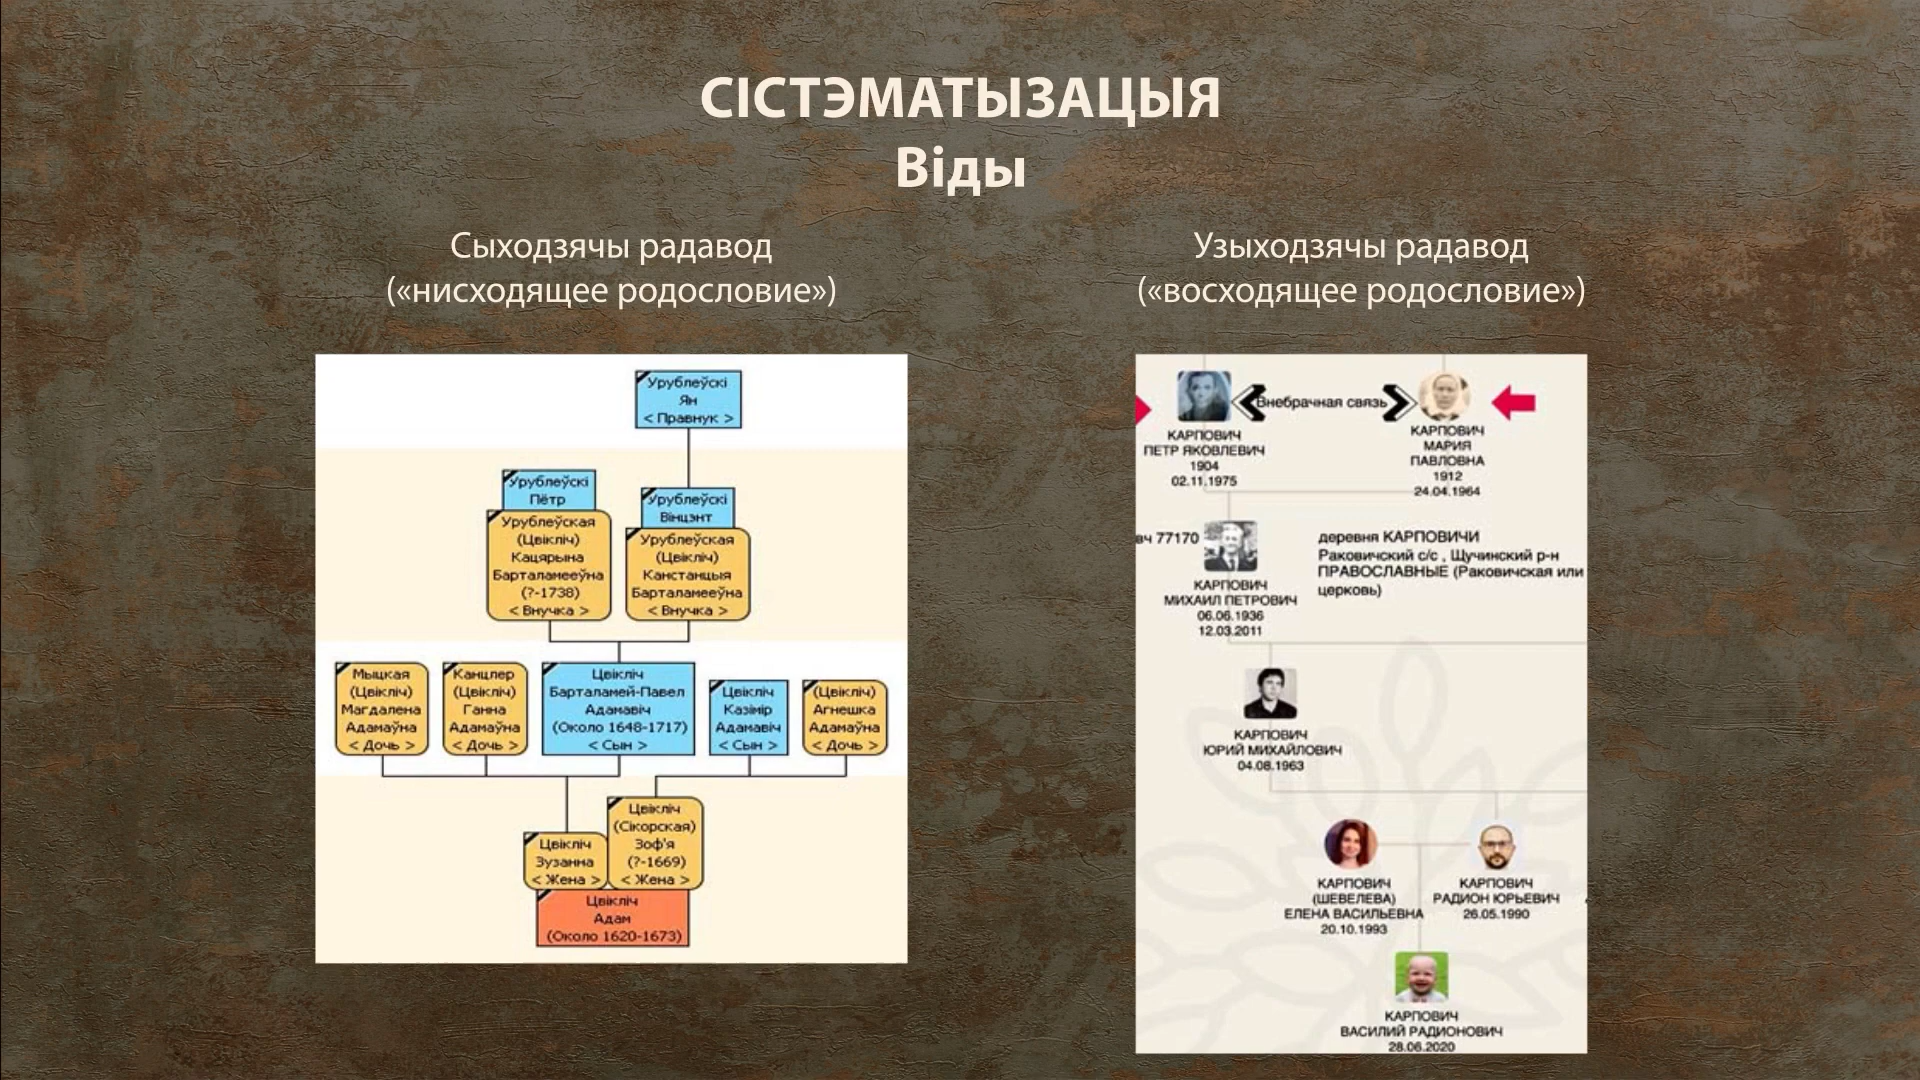 СІСТЭМАТЫЗАЦЫЯ
Віды
Сыходзячы радавод
(«нисходящее родословие»)
Урублеўскі
Ян
< Правнук >
Урублеўскі
Пётр
Урублеўская
(Цвікліч)
Кацярына
Барталамееўна
(?-1738)
< Внучка >
Урублеўскі
Вінцэнт
Урублеўская
(Цвікліч)
Канстанцыя
Барталамееўна
< Внучка >
Мыцкая
(Цвікліч)
Магдалена
Адамаўна
< Дочь >
Канцлер
(Цвікліч)
Ганна
Адамаўна
< Дочь >
Цвікліч
Барталамей-Павел
Адамавіч
(Около 1648-1717)
< Сын >
Цвікліч
Казімір
Адамавіч
< Сын >
(Цвікліч)
Агнешка
Адамаўна
< Дочь >
Цвікліч
Зузанна
< Жена >
Цвікліч
(Сікорская)
Зоф'я
(?-1669)
< Жена >
Цвікліч
Адам
(Около 1620-1673)
Узыходзячы радавод
(«восходящее родословие»)
Внебрачная связь
КАРПОВИЧ
ПЕТР ЯКОВЛЕВИЧ
1904
02.11.1975
КАРПОВИЧ
МАРИЯ
ПАВЛОВНА
1912
24.04.1964
вч 77170
КАРПОВИЧ
МИХАИЛ ПЕТРОВИЧ
06.06.1936
12.03.2011
деревня КАРПОВИЧИ
Раковичский с/с , Щучинский р-н
ПРАВОСЛАВНЫЕ (Раковичская или
церковь)
КАРПОВИЧ
ЮРИЙ МИХАЙЛОВИЧ
04.08.1963
КАРПОВИЧ
(ШЕВЕЛЕВА)
ЕЛЕНА ВАСИЛЬЕВНА
20.10.1993
КАРПОВИЧ
РАДИОН ЮРЬЕВИЧ
26.05.1990
КАРПОВИЧ
ВАСИЛИЙ РАДИОНОВИЧ
28.06.2020